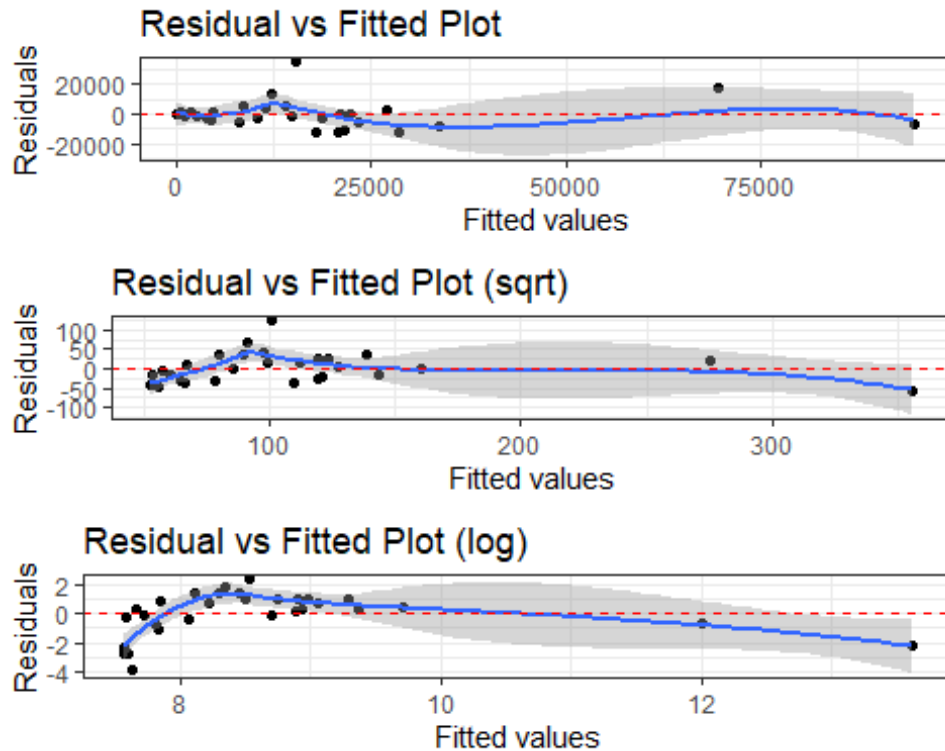 Residual vs Fitted Plot
Residuals
20000
0
-20000
0 25000 50000 75000
Fitted values
Residual vs Fitted Plot (sqrt)
Residuals
100
50
0
-50
-100
100 200 300
Fitted values
Residual vs Fitted Plot (log)
Residuals
2
0
-2
-4
8 10 12
Fitted values